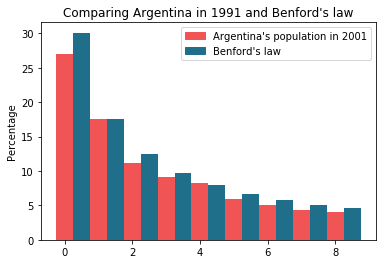 Comparing Argentina in 1991 and Benford's law
Argentina's population in 2001
Benford's law
Percentage
30
25
20
15
10
5
0
0 2 4 6 8